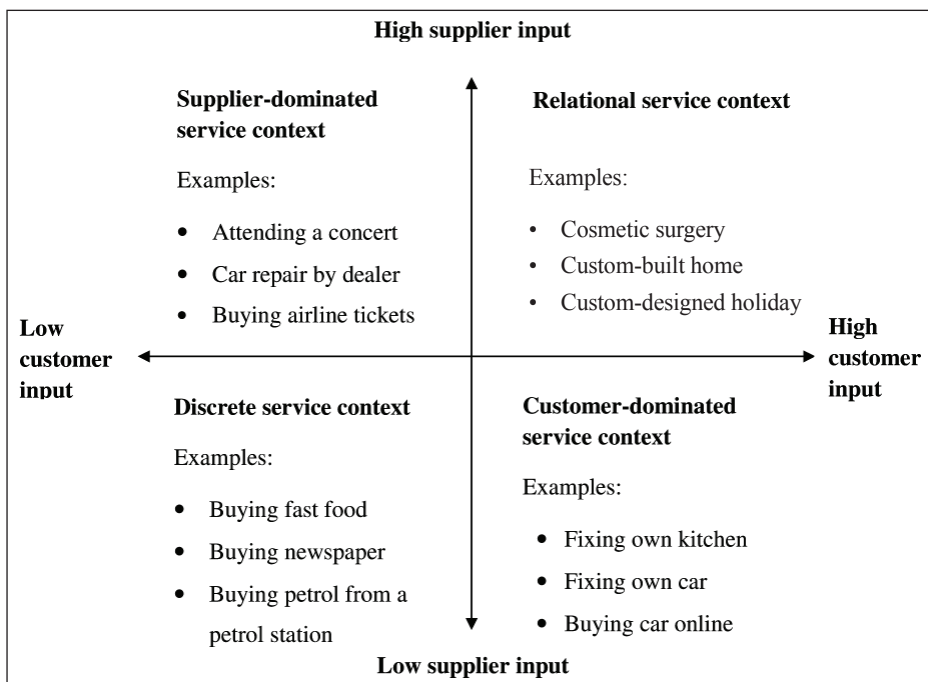 High supplier input
Supplier-dominated
service context
Examples:
• Attending a concert
• Car repair by dealer
• Buying airline tickets
Relational service context
Examples:
• Cosmetic surgery
• Custom-built home
• Custom-designed holiday
Low
customer
input
High
customer
input
Discrete service context
Examples:
• Buying fast food
• Buying newspaper
• Buying petrol from a
petrol station
Customer-dominated
service context
Examples:
• Fixing own kitchen
• Fixing own car
• Buying car online
Low supplier input